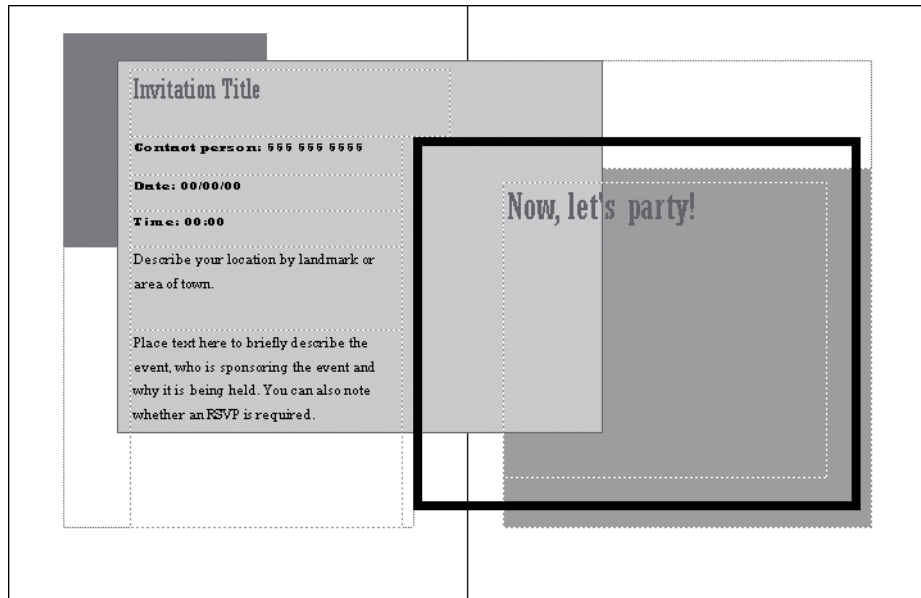 Invitation Title
Contact person: 555 555 5555
Date: 00/00/00
Time: 00:00
Describe your location by landmark or
area of town.
Place text here to briefly describe the
event, who is sponsoring the event and
why it is being held. You can also note
whether an RSVP is required.
Now, let's party!